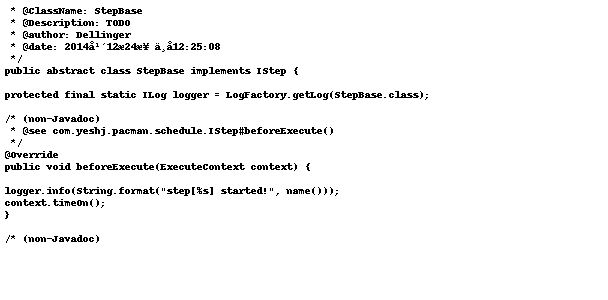 * @ClassName: StepBase
 * @Description: TODO
 * @author: Dellinger
 * @date: 2014å¹´12æ24æ¥ ä¸å12:25:08
 */
public abstract class StepBase implements IStep {
protected final static ILog logger = LogFactory.getLog(StepBase.class);
/* (non-Javadoc)
 * @see com.yeshj.pacman.schedule.IStep#beforeExecute()
 */
@Override
public void beforeExecute(ExecuteContext context) {
logger.info(String.format("step[%s] started!", name()));
context.timeOn();
}
/* (non-Javadoc)